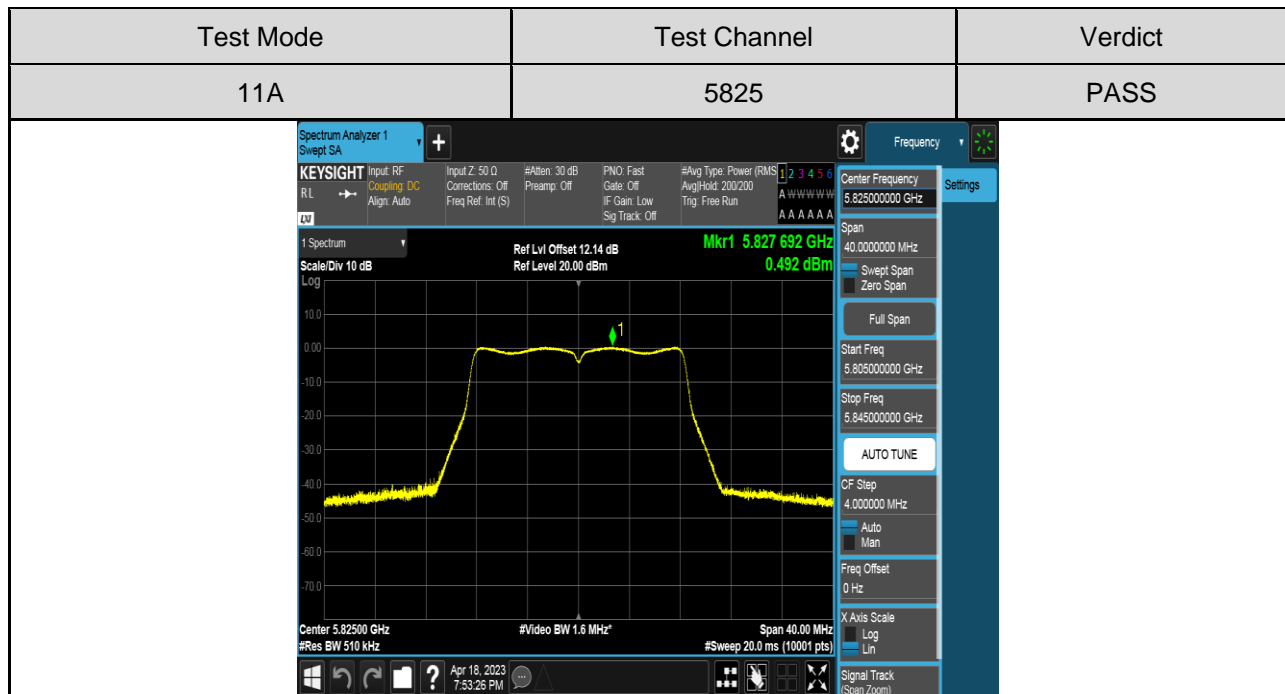 Test Mode Test Channel Verdict
11A 5825 PASS
Spectrum Analyzer 1
Swept SA
+
Frequency
KEYSIGHT Input: RF Input Z: 50 Ω #Atten: 30 dB PNO: Fast #Avg Type: Power (RMS 1 2 3 4 5 6
RL Coupling: DC Corrections: Off Preamp: Off Gate: Off Avg|Hold: 200/200 A W W W W W
Align: Auto Freq Ref: Int (S) IF Gain: Low Trig: Free Run
LXI Sig Track: Off A A A A A A
1 Spectrum
Scale/Div 10 dB
Ref Lvl Offset 12.14 dB
Ref Level 20.00 dBm
Mkr1 5.827 692 GHz
0.492 dBm
Log
10.0
0.00
-10.0
-20.0
-30.0
-40.0
-50.0
-60.0
-70.0
1
Center 5.82500 GHz #Video BW 1.6 MHz* Span 40.00 MHz
#Res BW 510 kHz #Sweep 20.0 ms (10001 pts)
? Apr 18, 2023
7:53:26 PM
Center Frequency
5.825000000 GHz
Settings
Span
40.0000000 MHz
Swept Span
Zero Span
Full Span
Start Freq
5.805000000 GHz
Stop Freq
5.845000000 GHz
AUTO TUNE
CF Step
4.000000 MHz
Auto
Man
Freq Offset
0 Hz
X Axis Scale
Log
Lin
Signal Track
(Span Zoom)